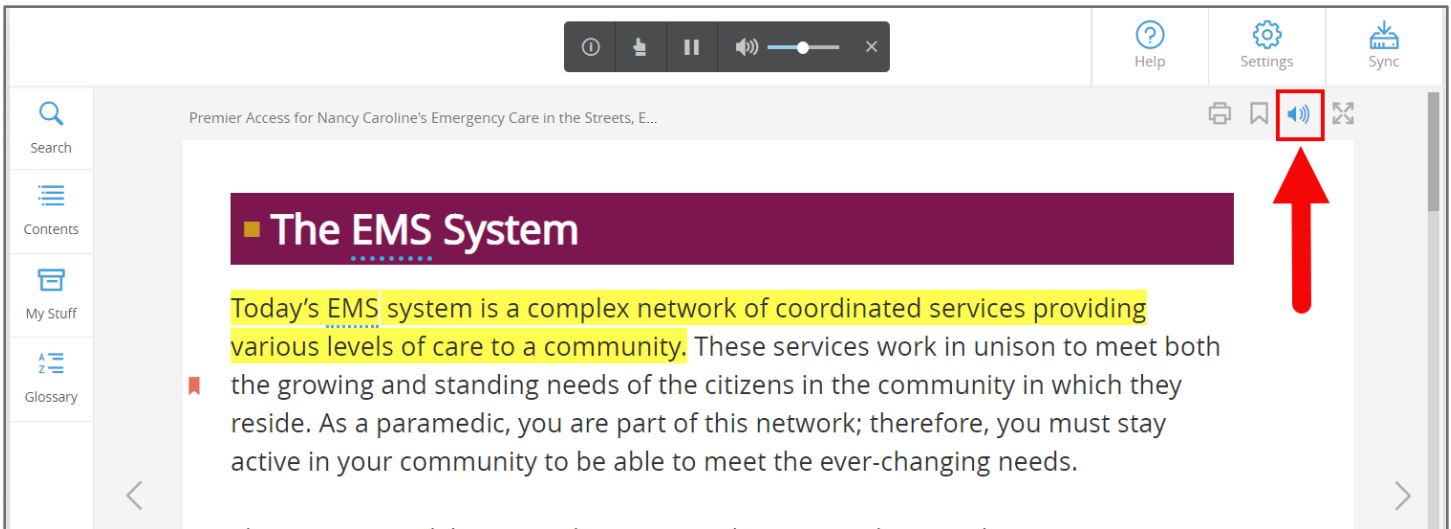 Help
Settings
Sync
Search
Contents
My Stuff
A
Z
Glossary
Premier Access for Nancy Caroline's Emergency Care in the Streets, E...
The EMS System
Today’s EMS system is a complex network of coordinated services providing
various levels of care to a community. These services work in unison to meet both
the growing and standing needs of the citizens in the community in which they
reside. As a paramedic, you are part of this network; therefore, you must stay
active in your community to be able to meet the ever-changing needs.